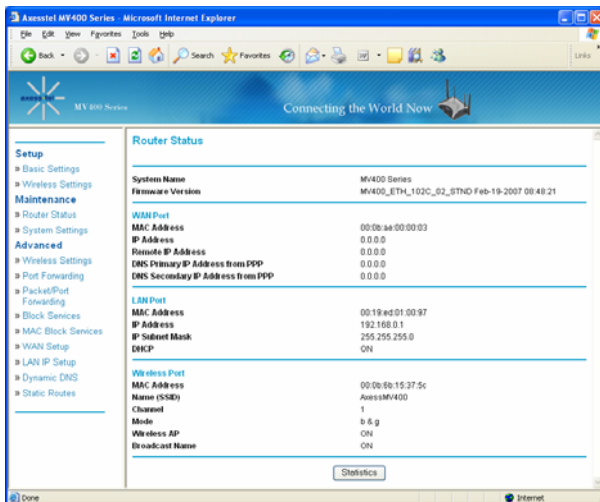 Axesstel MV400 Series - Microsoft Internet Explorer
File Edit View Favorites Tools Help
Back Search Favorites Links
axesstel MV400 Series Connecting the World Now
Router Status
Setup
» Basic Settings
» Wireless Settings
Maintenance
» Router Status
» System Settings
Advanced
» Wireless Settings
» Port Forwarding
» Packet/Port Forwarding
» Block Services
» MAC Block Services
» WAN Setup
» LAN IP Setup
» Dynamic DNS
» Static Routes
System Name MV400 Series
Firmware Version MV400_ETH_102C_02_STND Feb-19-2007 08:48:21
WAN Port
MAC Address 00:0b:ae:00:00:03
IP Address 0.0.0.0
Remote IP Address 0.0.0.0
DNS Primary IP Address from PPP 0.0.0.0
DNS Secondary IP Address from PPP 0.0.0.0
LAN Port
MAC Address 00:19:ed:01:00:97
IP Address 192.168.0.1
IP Subnet Mask 255.255.255.0
DHCP ON
Wireless Port
MAC Address 00:0b:6b:15:37:5c
Name (SSID) AxessMV400
Channel 1
Mode b & g
Wireless AP ON
Broadcast Name ON
Statistics
Done Internet